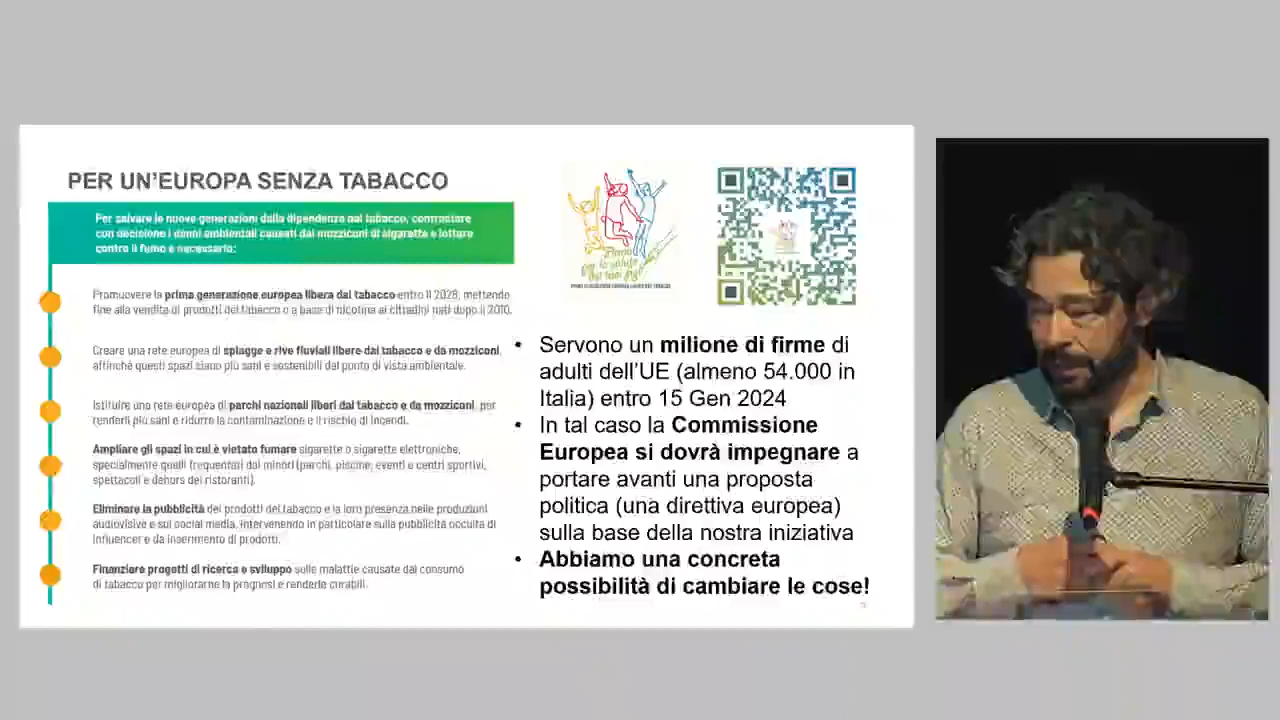 PER UN'EUROPA SENZA TABACCO
Per salvare le nuove generazioni dalla dipendenza nal tabacco, contrastare
con decisione i danni ambientali causati dai mozziconi di sigarette e lottare
contro il fumo è necessario:
Promuovere la prima generazione europea libera dal tabacco entro il 2028, mettendo
fine alla vendita di prodotti del tabacco o a base di nicotina ai cittadini nati dopo il 2010.
Creare una rete europea di spiagge e rive fluviali libere dal tabacco e da mozziconi,
affinché questi spazi siano più sani e sostenibili dal punto di vista ambientale.
Istituire una rete europea di parchi nazionali liberi dal tabacco e da mozziconi, per
renderli più sani e ridurre la contaminazione e il rischio di incendi.
Ampliare gli spazi in cui è vietato fumare sigarette o sigarette elettroniche,
specialmente quelli frequentati dai minori (parchi, piscine, eventi e centri sportivi,
spettacoli e dehors dei ristoranti).
Eliminare la pubblicità dei prodotti del tabacco e la loro presenza nelle produzioni
audiovisive e sui social media, intervenendo in particolare sulla pubblicità occulta di
influencer e da inserimento di prodotti.
Finanziare progetti di ricerca e sviluppo sulle malattie causate dal consumo
di tabacco per migliorarne la prognosi e renderle curabili.
Firma
per la salute
dei tuoi figli
• Servono un milione di firme di
adulti dell'UE (almeno 54.000 in
Italia) entro 15 Gen 2024
• In tal caso la Commissione
Europea si dovrà impegnare a
portare avanti una proposta
politica (una direttiva europea)
sulla base della nostra iniziativa
• Abbiamo una concreta
possibilità di cambiare le cose!